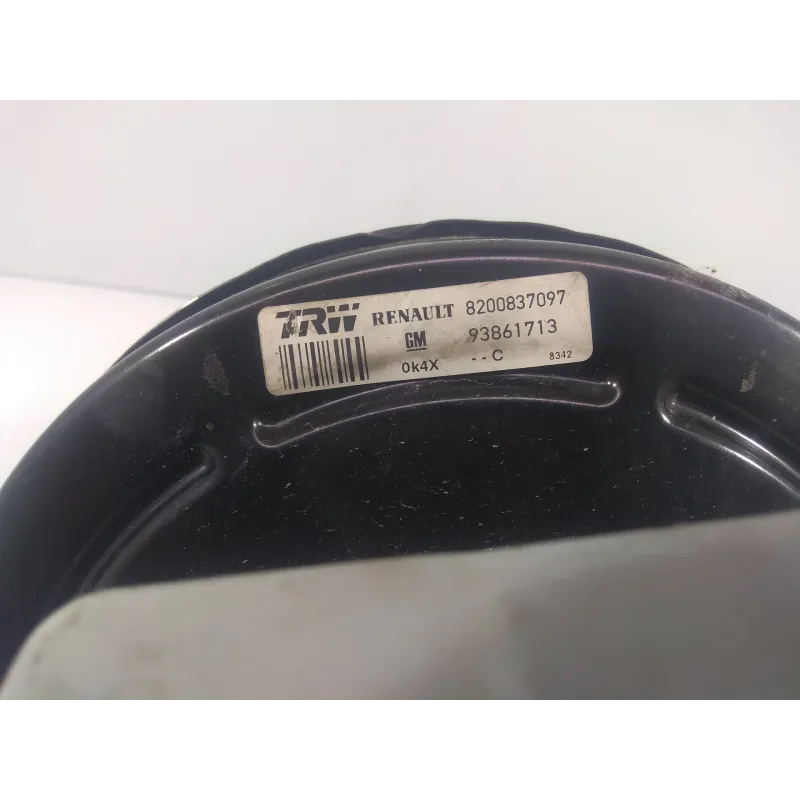 TRW RENAULT 8200837097
GM 93861713
0k4X --C 8342